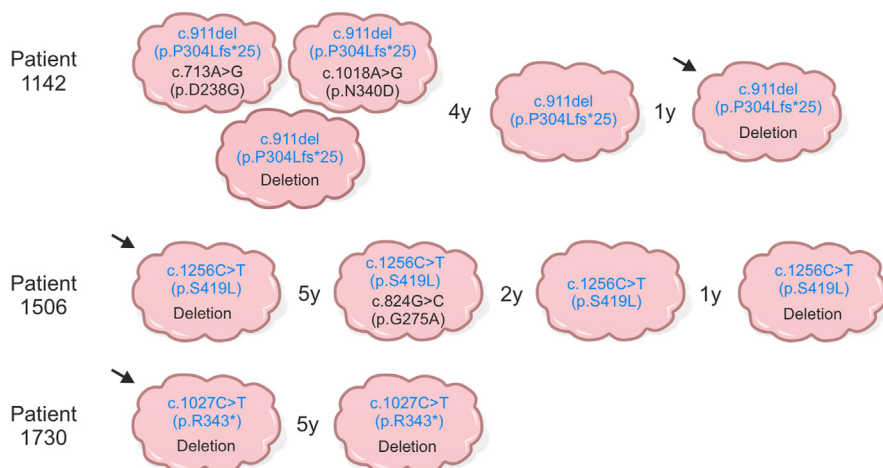 Patient
1142
c.911del
(p.P304Lfs*25)
c.713A>G
(p.D238G)
c.911del
(p.P304Lfs*25)
c.1018A>G
(p.N340D)
c.911del
(p.P304Lfs*25)
Deletion
4y
c.911del
(p.P304Lfs*25)
1y
c.911del
(p.P304Lfs*25)
Deletion
Patient
1506
c.1256C>T
(p.S419L)
Deletion
5y
c.1256C>T
(p.S419L)
c.824G>C
(p.G275A)
2y
c.1256C>T
(p.S419L)
1y
c.1256C>T
(p.S419L)
Deletion
Patient
1730
c.1027C>T
(p.R343*)
Deletion
5y
c.1027C>T
(p.R343*)
Deletion